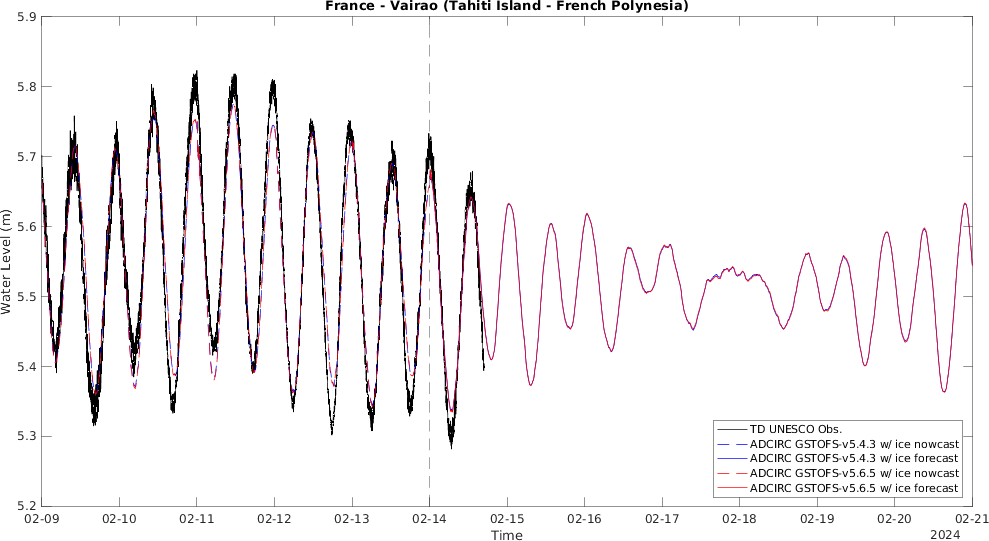 France - Vairao (Tahiti Island - French Polynesia)
5.9
5.8
5.7
5.6
5.5
5.4
5.3
5.2
Water Level (m)
TD UNESCO Obs.
ADCIRC GSTOFS-v5.4.3 w/ ice nowcast
ADCIRC GSTOFS-v5.4.3 w/ ice forecast
ADCIRC GSTOFS-v5.6.5 w/ ice nowcast
ADCIRC GSTOFS-v5.6.5 w/ ice forecast
02-09 02-10 02-11 02-12 02-13 02-14 02-15 02-16 02-17 02-18 02-19 02-20 02-21
Time
2024